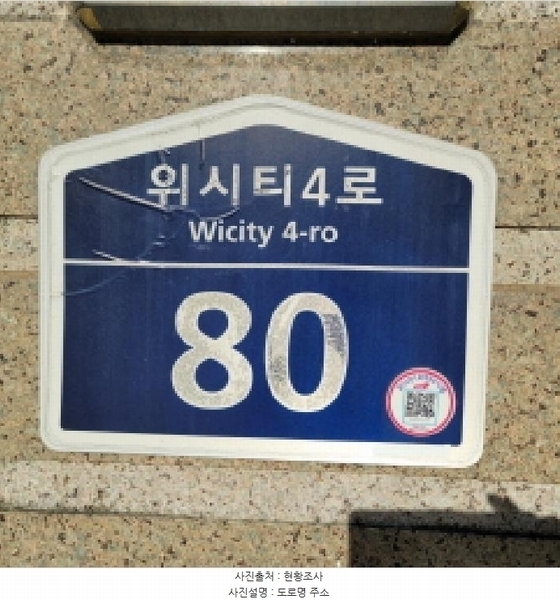 위시티4로
Wicity 4-ro
80
사진출처 : 현황조사
사진설명 : 도로명 주소